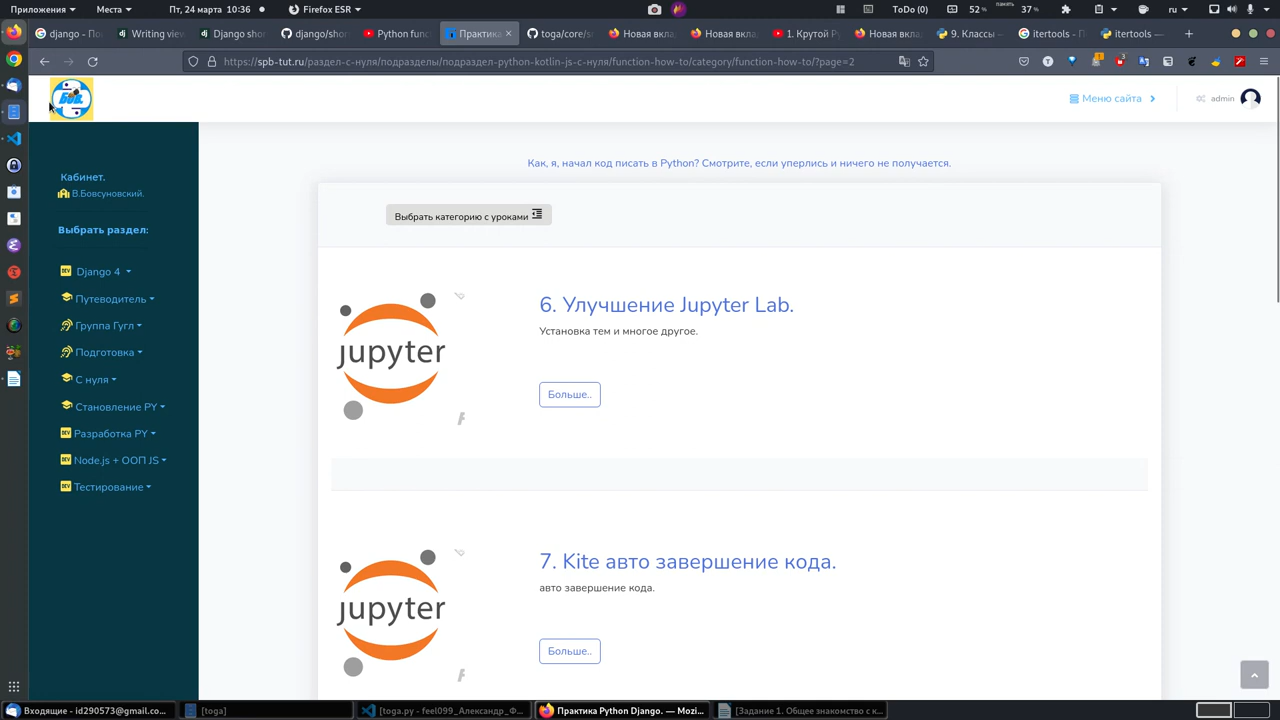 Приложения
Места
Пт, 24 марта 10:36
Firefox ESR
ToDo (0)
52 %
память
37 %
django - По
Writing view
Django shor
django/shor
Python func
Практика
toga/core/s
Новая вкла
Новая вкла
1. Крутой Р
Новая вкла
9. Классы –
itertools – П
itertools —
https://spb-tut.ru/раздел-с-нуля/подразделы/подраздел-python-kotlin-js-с-нуля/function-how-to/category/function-how-to/?page=2
БОВ.
Меню сайта
admin
Кабинет.
В.Бовсуновский.
Выбрать раздел:
Django 4
Путеводитель
Группа Гугл
Подготовка
С нуля
Становление PY
Разработка PY
Node.js + ООП JS
Тестирование
Как, я, начал код писать в Python? Смотрите, если уперлись и ничего не получается.
Выбрать категорию с уроками
jupyter
6. Улучшение Jupyter Lab.
Установка тем и многое другое.
Больше..
jupyter
7. Kite авто завершение кода.
авто завершение кода.
Больше..
Входящие - id290573@gmail.co...
[toga]
[toga.py - feel099_Александр_Ф...
Практика Python Django. — Mozi...
[Задание 1. Общее знакомство с к...